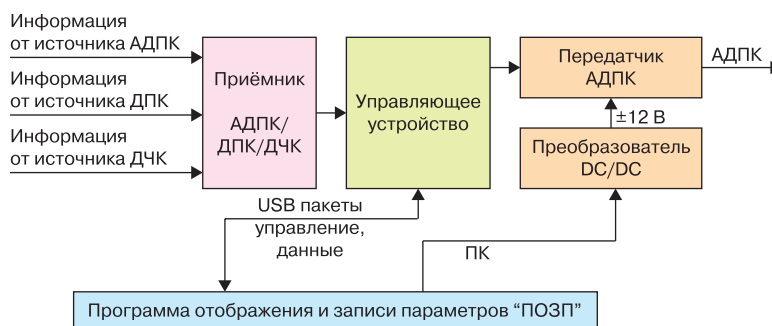 Информация
от источника АДПК
Информация
от источника ДПК
Информация
от источника ДЧК
Приёмник
АДПК/
ДПК/ДЧК
Управляющее
устройство
Передатчик
АДПК
АДПК
±12 В
Преобразователь
DC/DC
USB пакеты
управление,
данные
ПК
Программа отображения и записи параметров “ПОЗП”